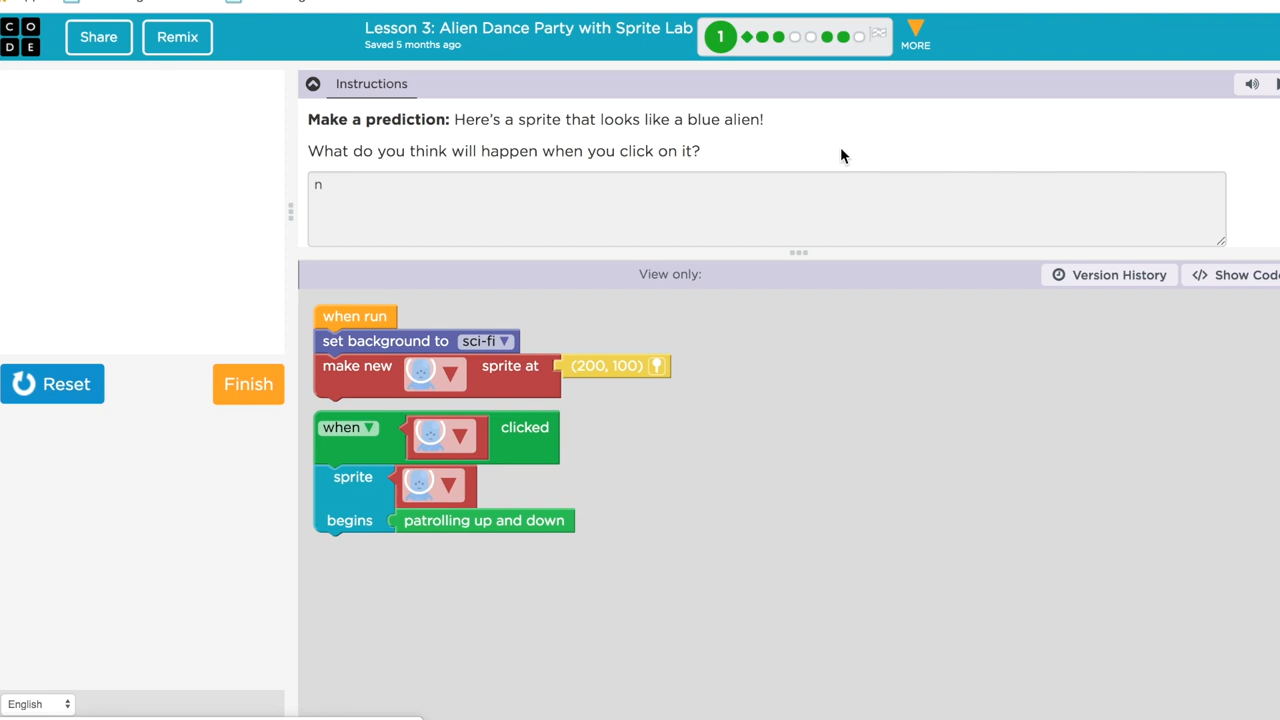 C O
D E
Share
Remix
Lesson 3: Alien Dance Party with Sprite Lab
Saved 5 months ago
1
MORE
Instructions
Make a prediction: Here's a sprite that looks like a blue alien!
What do you think will happen when you click on it?
n
View only:
Version History
</> Show Code
Reset
Finish
when run
set background to sci-fi
make new sprite at (200, 100)
when clicked
sprite
begins patrolling up and down
English